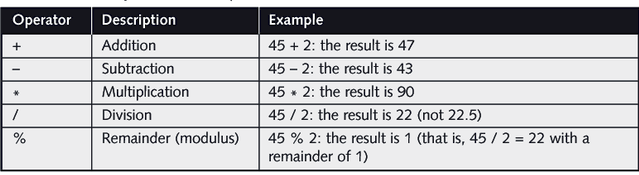 Operator Description Example
+ Addition 45 + 2: the result is 47
– Subtraction 45 – 2: the result is 43
* Multiplication 45 * 2: the result is 90
/ Division 45 / 2: the result is 22 (not 22.5)
% Remainder (modulus) 45 % 2: the result is 1 (that is, 45 / 2 = 22 with a
remainder of 1)